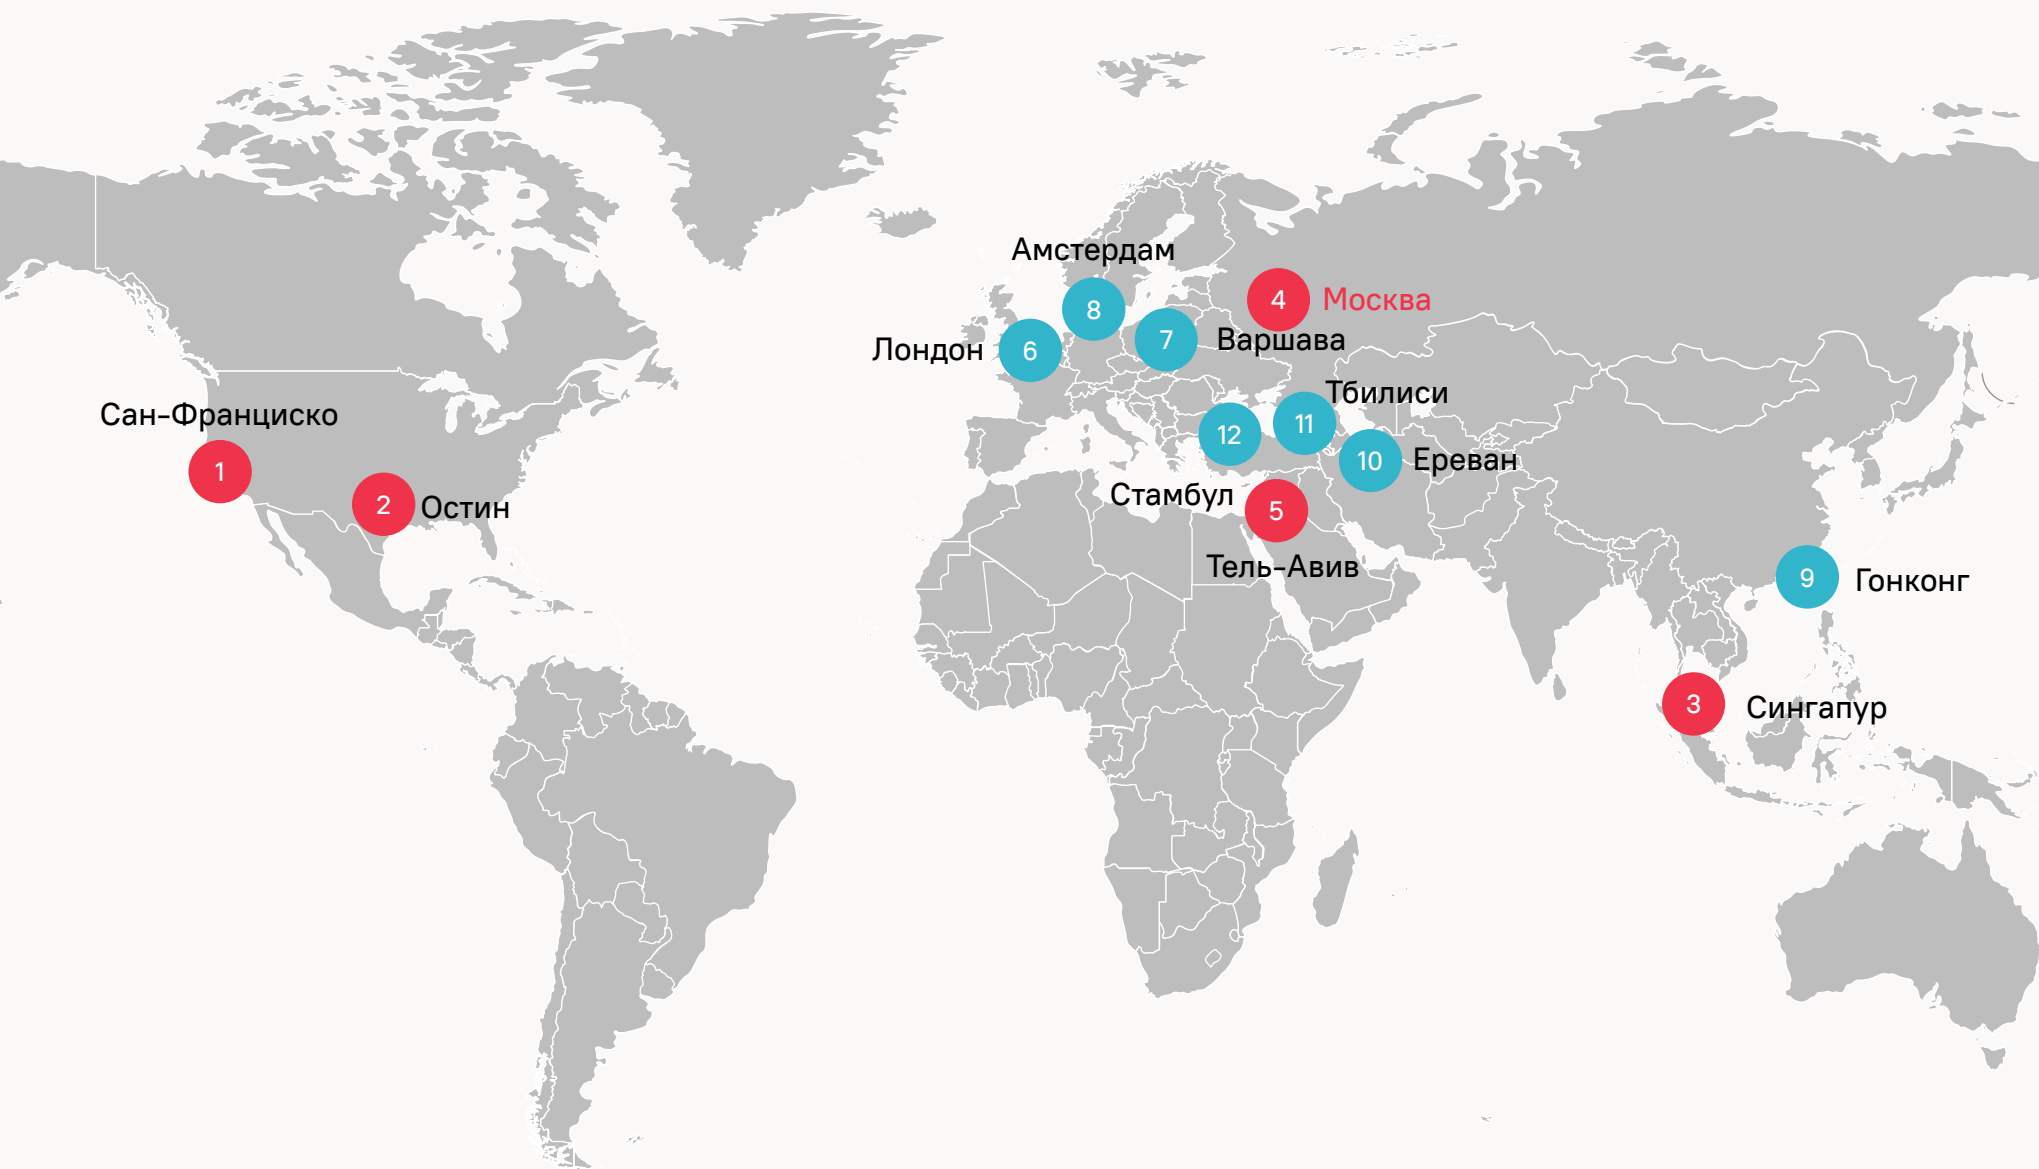 Амстердам
8
4 Москва
Лондон 6
7 Варшава
Тбилиси
Сан-Франциско
12
11
10 Ереван
1
2 Остин
Стамбул
5
Тель-Авив
9 Гонконг
3 Сингапур